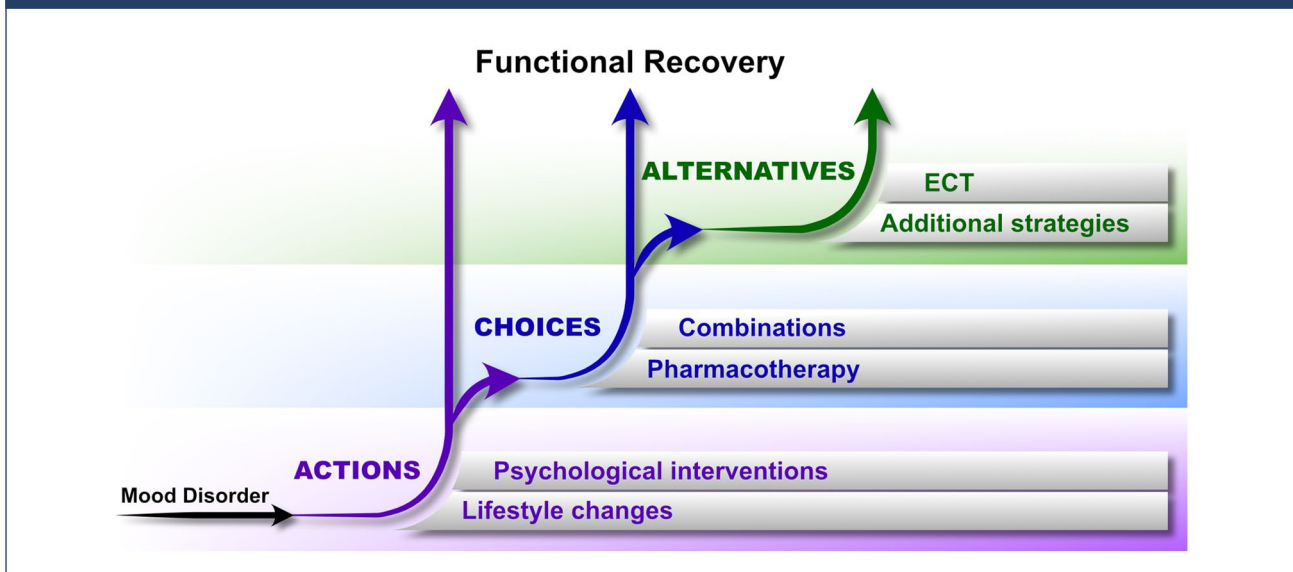 Functional Recovery
ALTERNATIVES
ECT
Additional strategies
CHOICES
Combinations
Pharmacotherapy
ACTIONS
Psychological interventions
Mood Disorder
Lifestyle changes